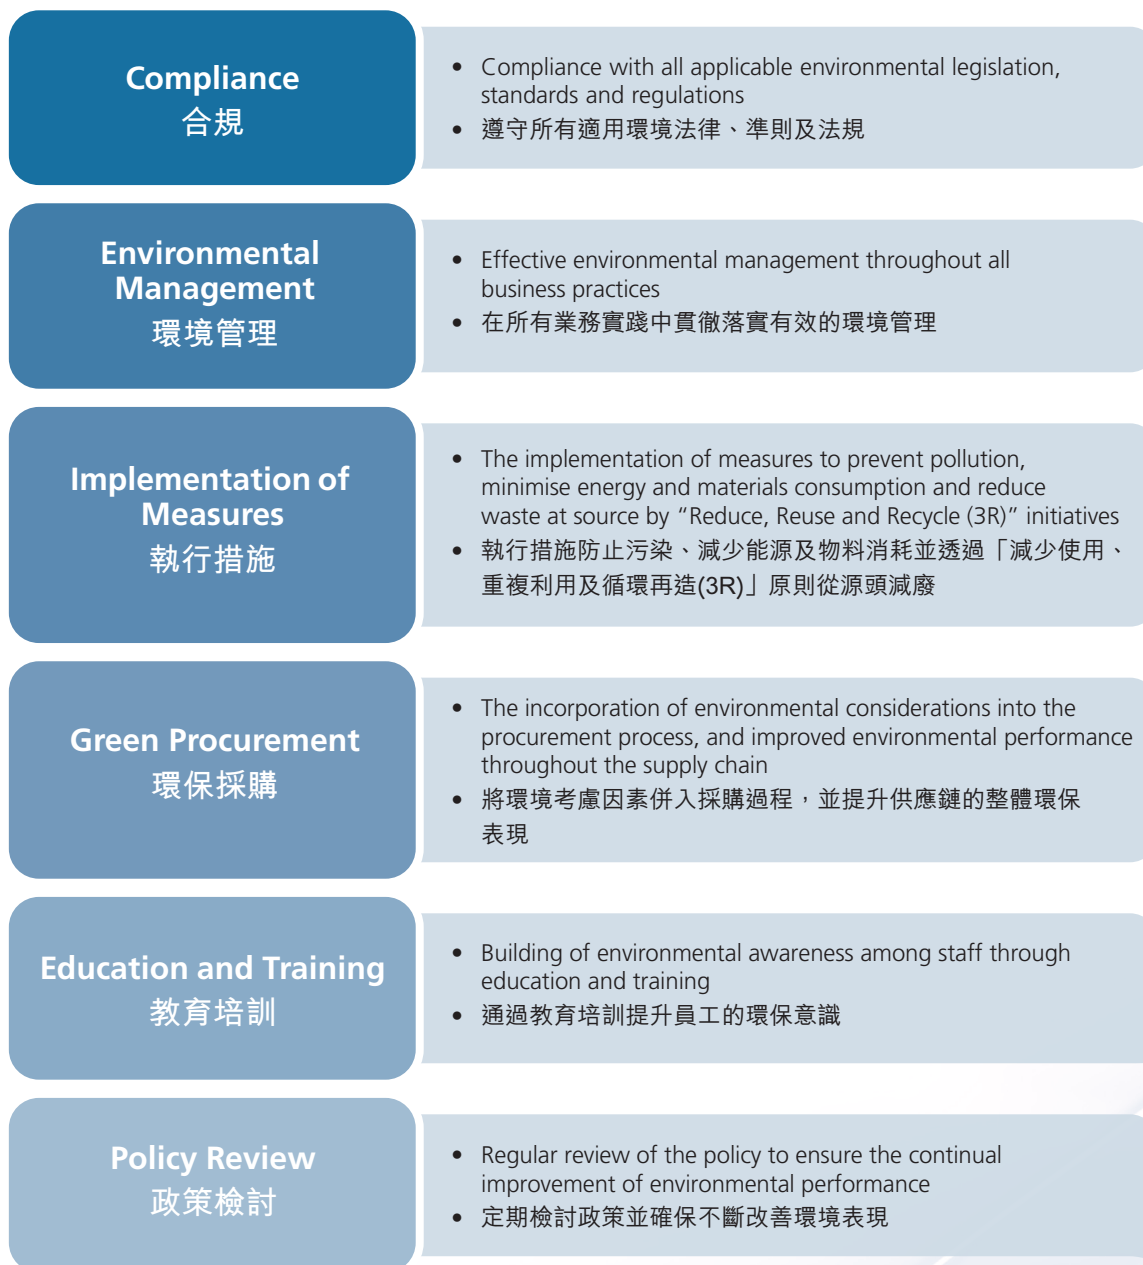 Compliance
合規
• Compliance with all applicable environmental legislation,
standards and regulations
• 遵守所有適用環境法律、準則及法規
Environmental
Management
環境管理
• Effective environmental management throughout all
business practices
• 在所有業務實踐中貫徹落實有效的環境管理
Implementation of
Measures
執行措施
• The implementation of measures to prevent pollution,
minimise energy and materials consumption and reduce
waste at source by “Reduce, Reuse and Recycle (3R)” initiatives
• 執行措施防止污染、減少能源及物料消耗並透過「減少使用、
重複利用及循環再造(3R)」原則從源頭減廢
Green Procurement
環保採購
• The incorporation of environmental considerations into the
procurement process, and improved environmental performance
throughout the supply chain
• 將環境考慮因素併入採購過程，並提升供應鏈的整體環保
表現
Education and Training
教育培訓
• Building of environmental awareness among staff through
education and training
• 通過教育培訓提升員工的環保意識
Policy Review
政策檢討
• Regular review of the policy to ensure the continual
improvement of environmental performance
• 定期檢討政策並確保不斷改善環境表現